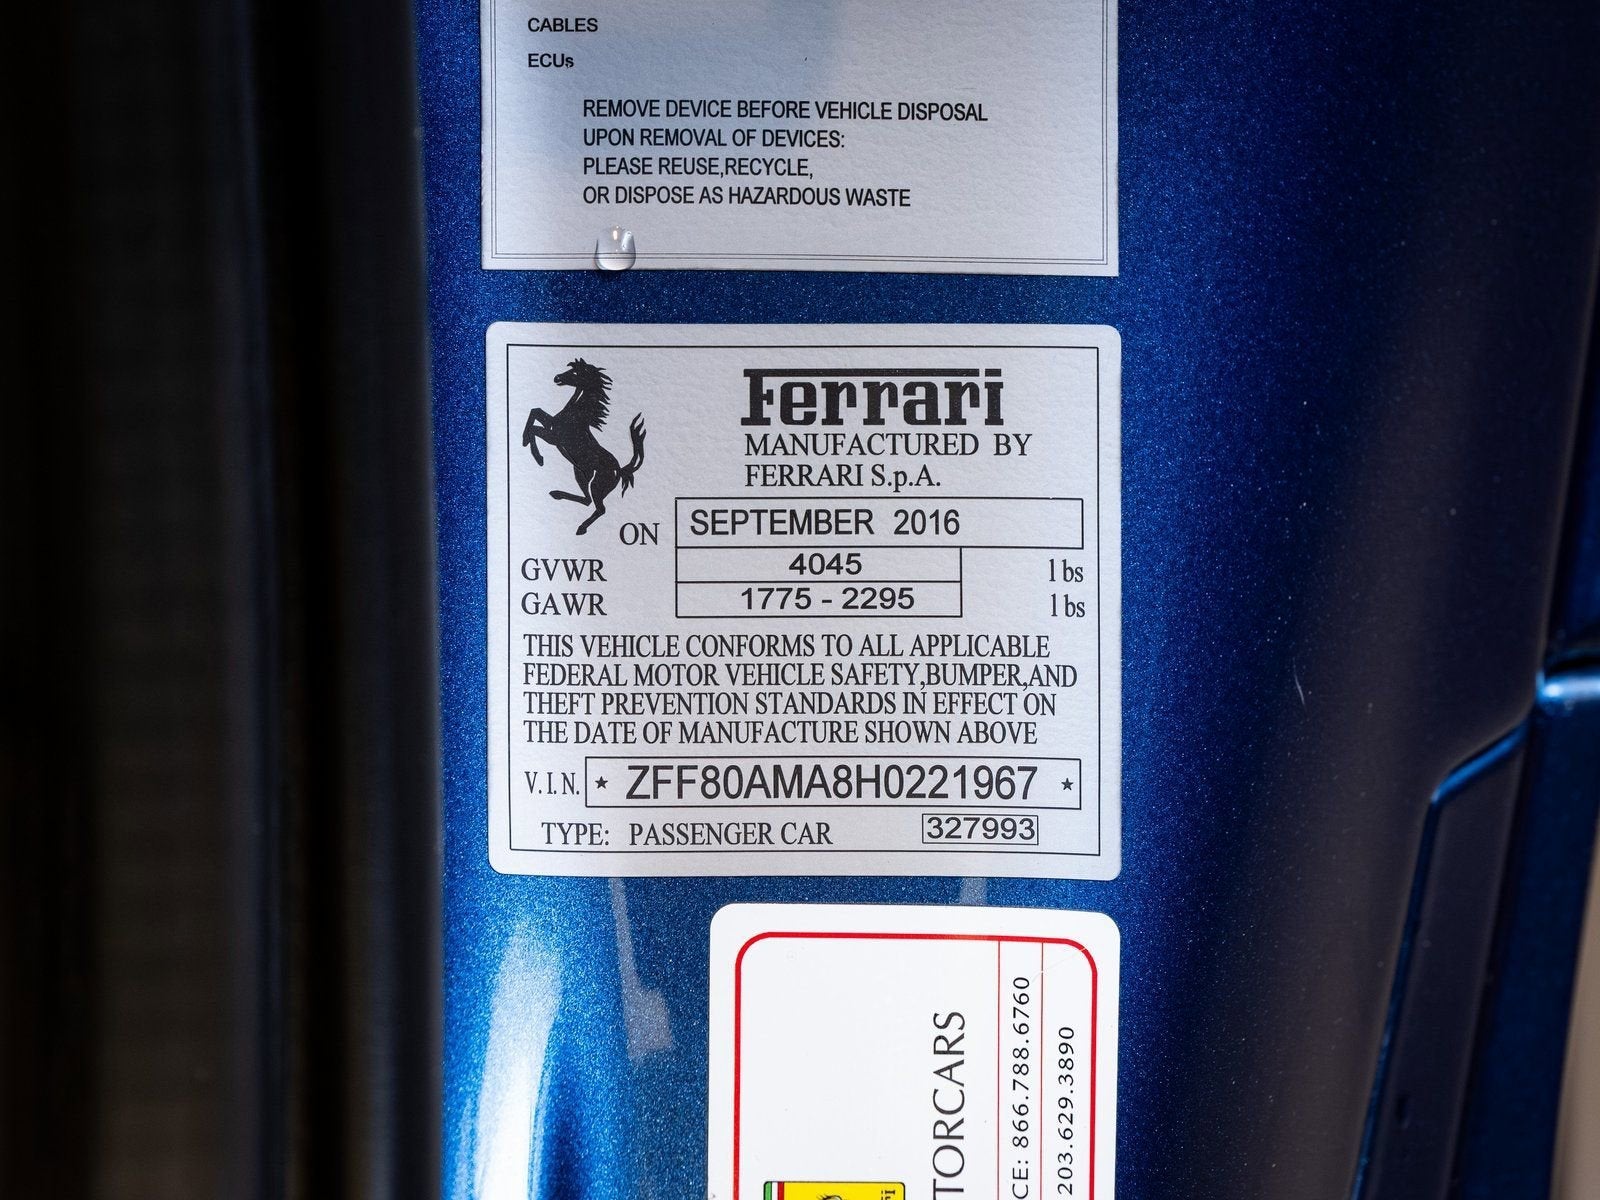 CABLES
ECUs
REMOVE DEVICE BEFORE VEHICLE DISPOSAL
UPON REMOVAL OF DEVICES:
PLEASE REUSE,RECYCLE,
OR DISPOSE AS HAZARDOUS WASTE
Ferrari
MANUFACTURED BY
FERRARI S.p.A.
ON SEPTEMBER 2016
GVWR 4045 lbs
GAWR 1775 - 2295 lbs
THIS VEHICLE CONFORMS TO ALL APPLICABLE
FEDERAL MOTOR VEHICLE SAFETY,BUMPER,AND
THEFT PREVENTION STANDARDS IN EFFECT ON
THE DATE OF MANUFACTURE SHOWN ABOVE
V.I.N. * ZFF80AMA8H0221967 *
TYPE: PASSENGER CAR 327993
TORCARS
CE: 866.788.6760
203.629.3890